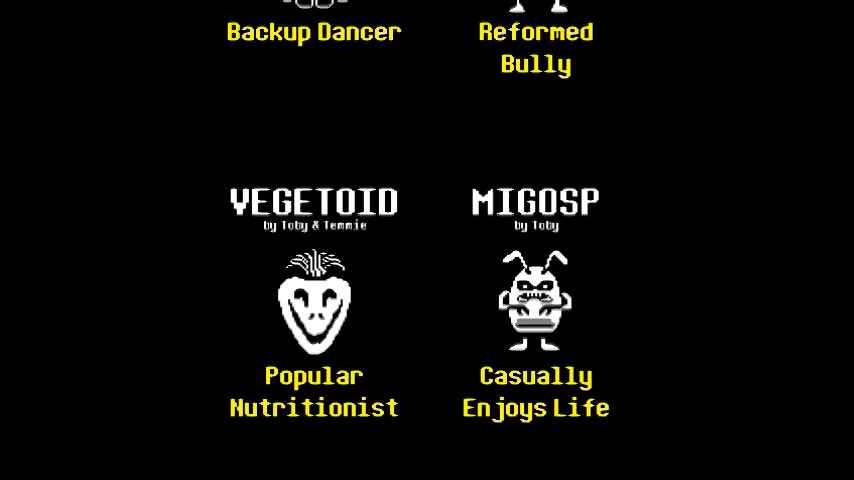 Backup Dancer
Reformed
Bully
VEGETOID
by Toby & Temmie
Popular
Nutritionist
MIGOSP
by Toby
Casually
Enjoys Life